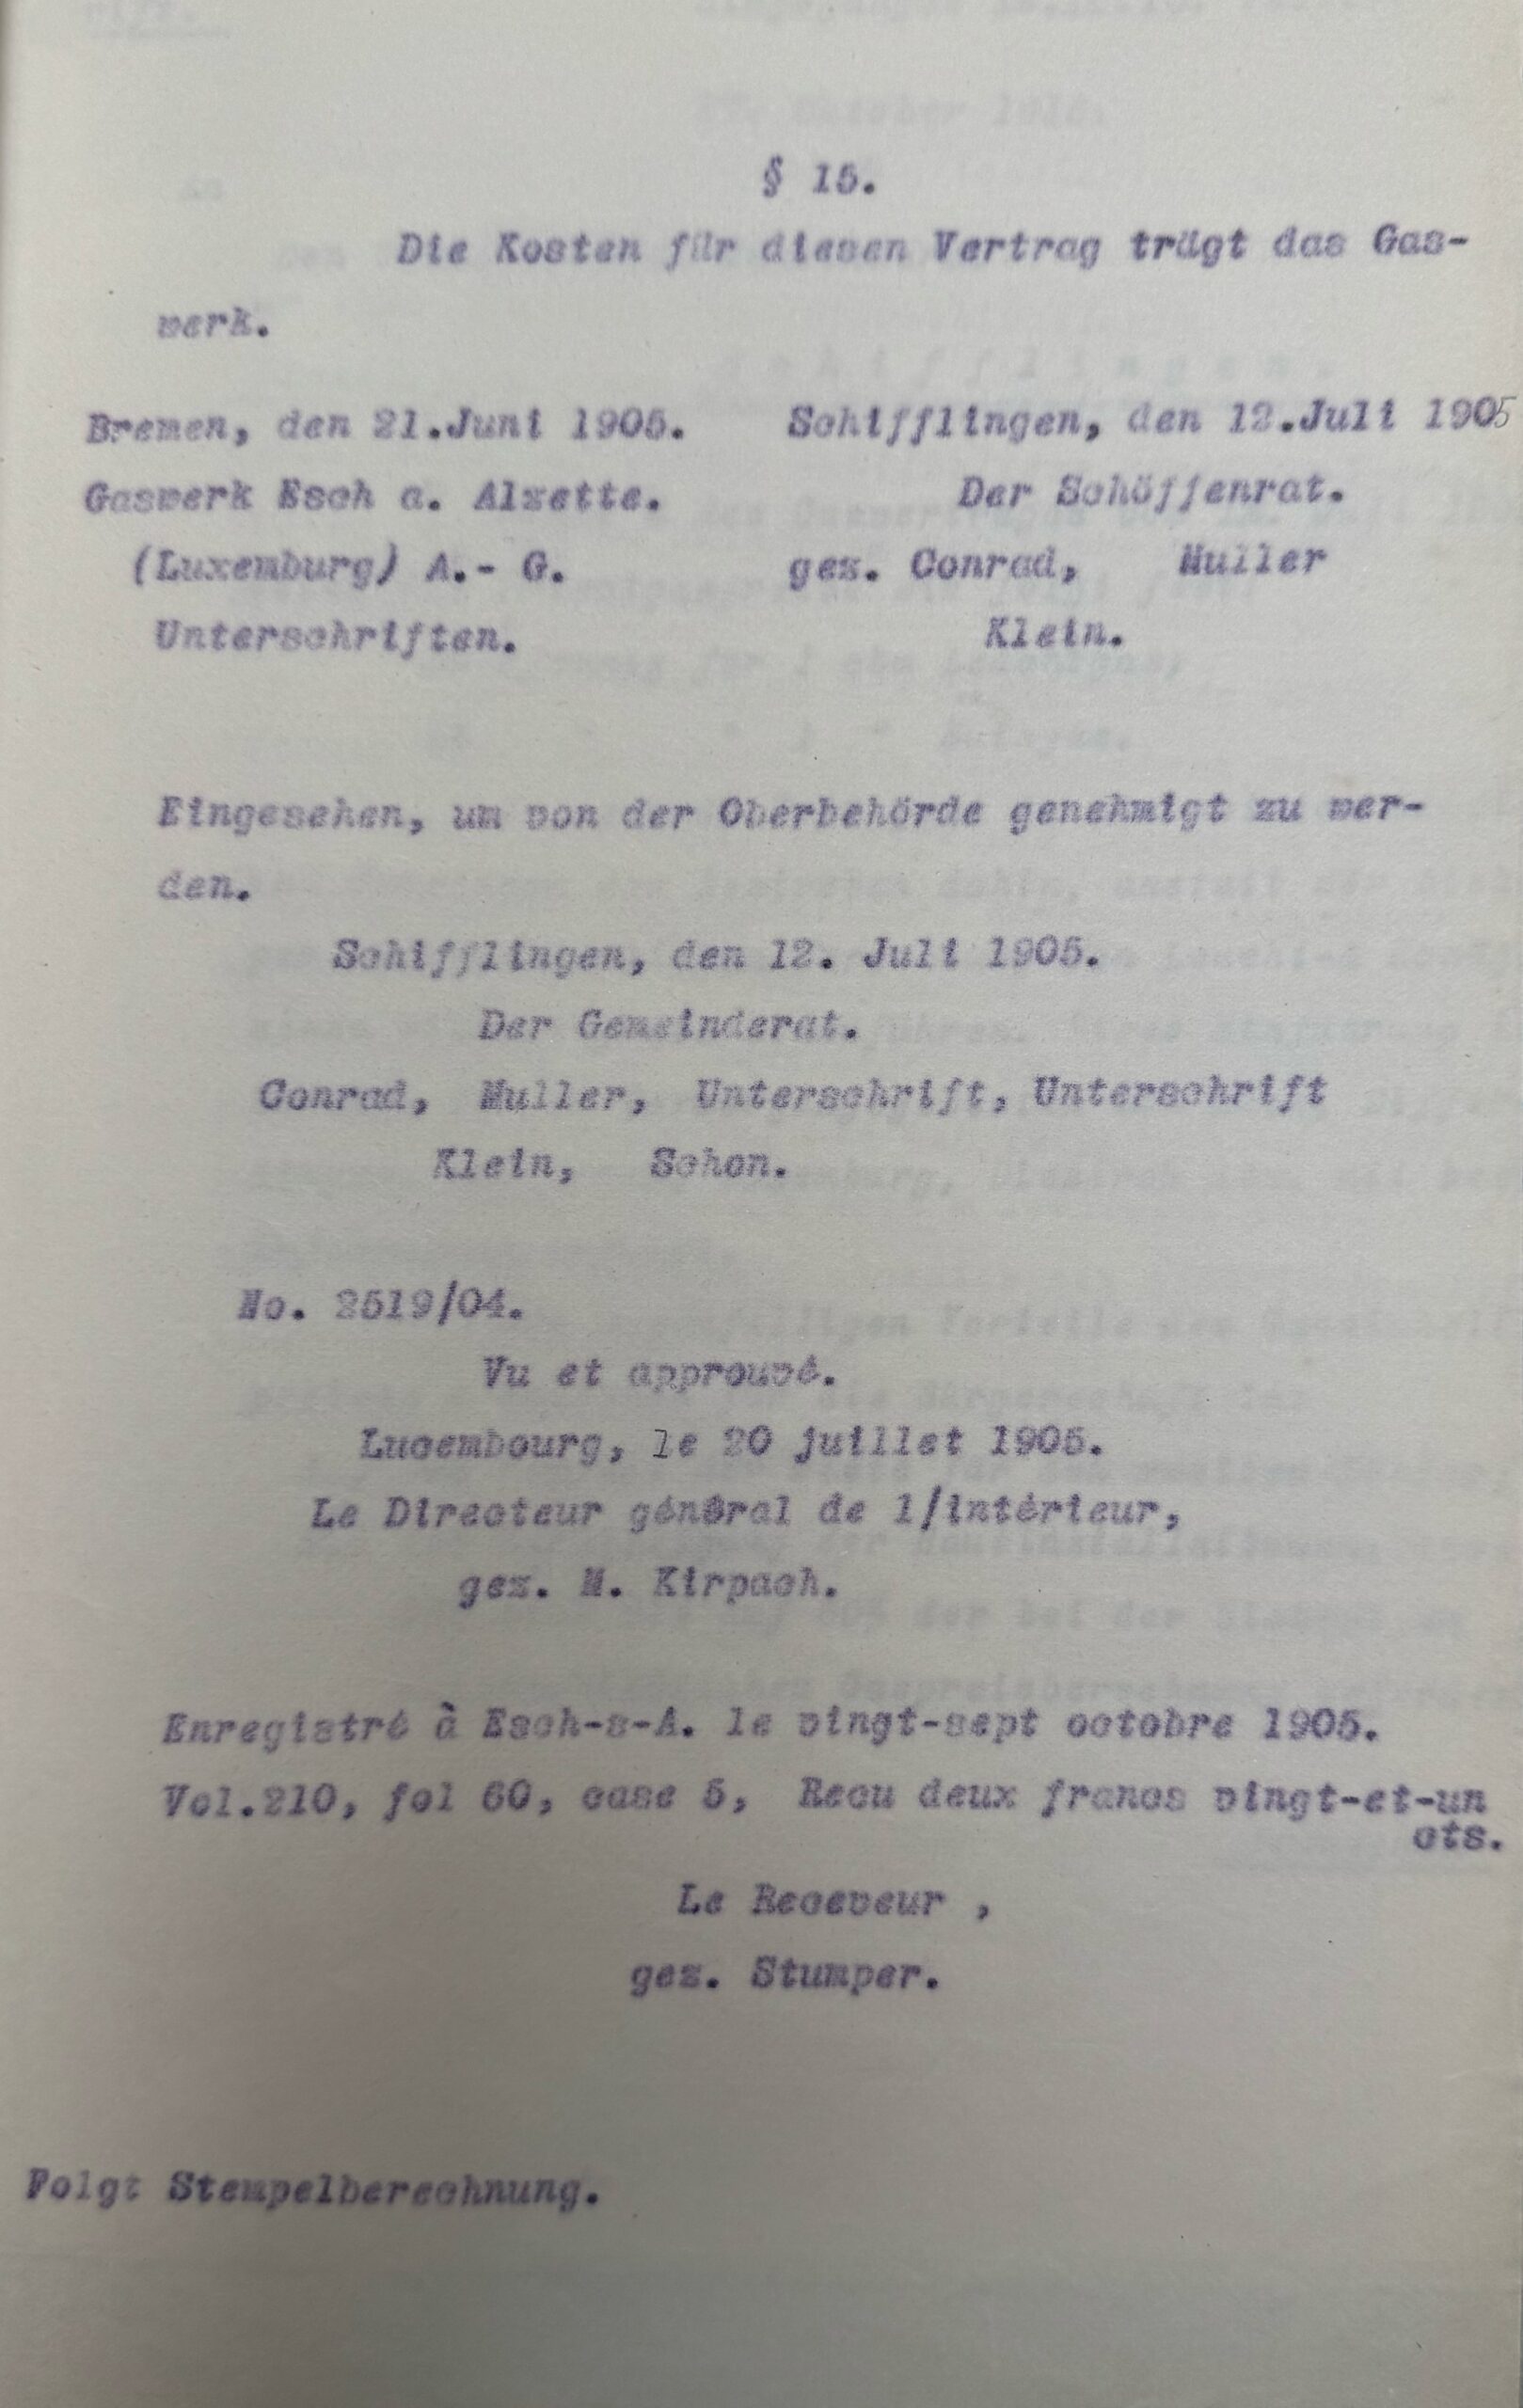 § 15.
Die Kosten für diesen Vertrag trägt das Gas-
werk.
Bremen, den 21.Juni 1905. Schifflingen, den 12.Juli 1905
Gaswerk Esch a. Alzette. Der Schöffenrat.
(Luxemburg) A.- G. gez. Conrad, Muller
Unterschriften. Klein.
Eingesehen, um von der Oberbehörde genehmigt zu wer-
den.
Schifflingen, den 12. Juli 1905.
Der Gemeinderat.
Conrad, Muller, Unterschrift, Unterschrift
Klein, Schon.
No. 2519/04.
Vu et approuvé.
Lucembourg, le 20 juillet 1905.
Le Directeur général de l/intérieur,
gez. H. Kirpach.
Enregistré à Esch-s-A. le vingt-sept octobre 1905.
Vol.210, fol 60, case 5, Recu deux francs vingt-et-un
cts.
Le Receveur ,
gez. Stumper.
Folgt Stempelberechnung.